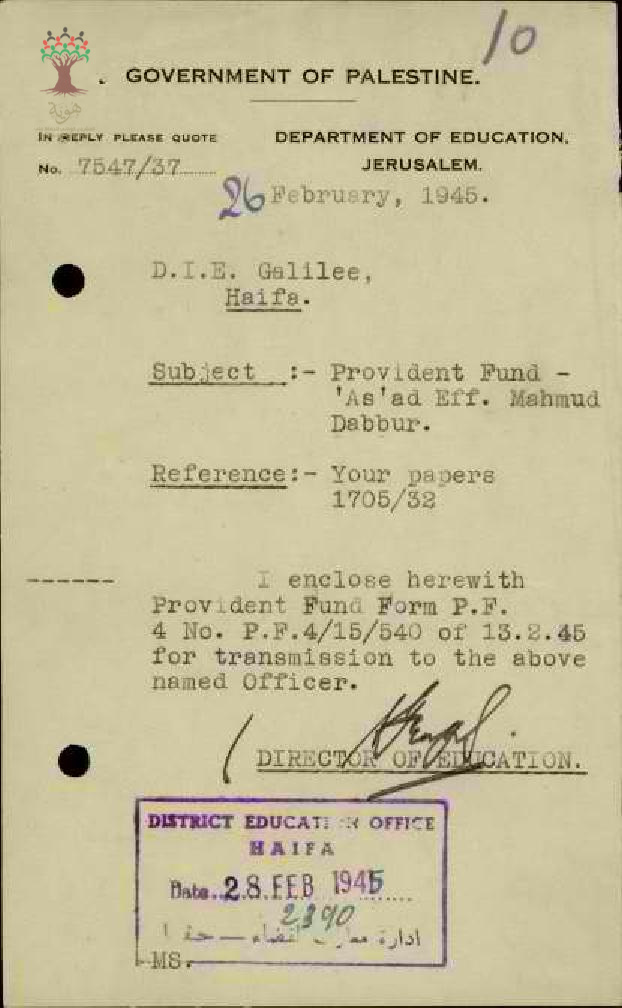 10
هوية
GOVERNMENT OF PALESTINE.
IN REPLY PLEASE QUOTE
No. 7547/37
DEPARTMENT OF EDUCATION,
JERUSALEM.
26 February, 1945.
D.I.E. Galilee,
Haifa.
Subject :- Provident Fund -
'As'ad Eff. Mahmud
Dabbur.
Reference:- Your papers
1705/32
I enclose herewith
Provident Fund Form P.F.
4 No. P.F.4/15/540 of 13.2.45
for transmission to the above
named Officer.
DIRECTOR OF EDUCATION.
DISTRICT EDUCATION OFFICE
HAIFA
Date 28 FEB 1945
2390
ادارة
MS.